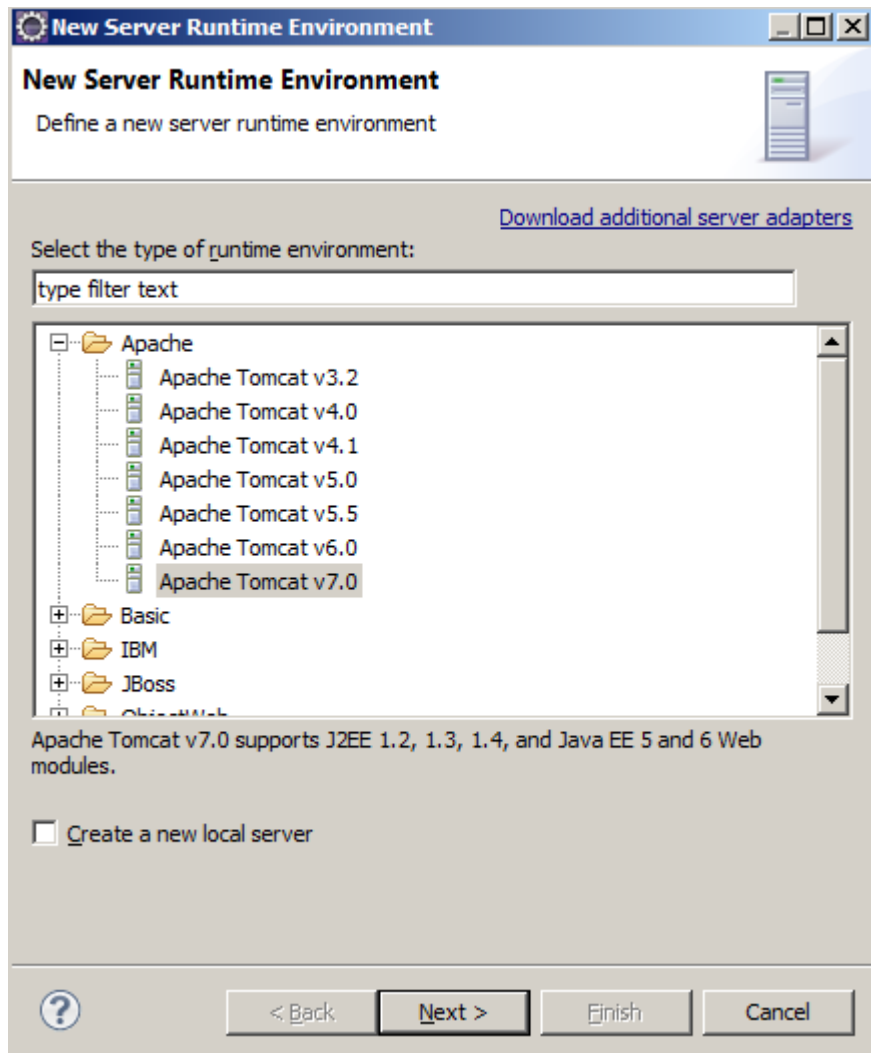 New Server Runtime Environment
New Server Runtime Environment
Define a new server runtime environment
Download additional server adapters
Select the type of runtime environment:
type filter text
Apache
Apache Tomcat v3.2
Apache Tomcat v4.0
Apache Tomcat v4.1
Apache Tomcat v5.0
Apache Tomcat v5.5
Apache Tomcat v6.0
Apache Tomcat v7.0
Basic
IBM
JBoss
Apache Tomcat v7.0 supports J2EE 1.2, 1.3, 1.4, and Java EE 5 and 6 Web
modules.
Create a new local server
? < Back Next > Finish Cancel